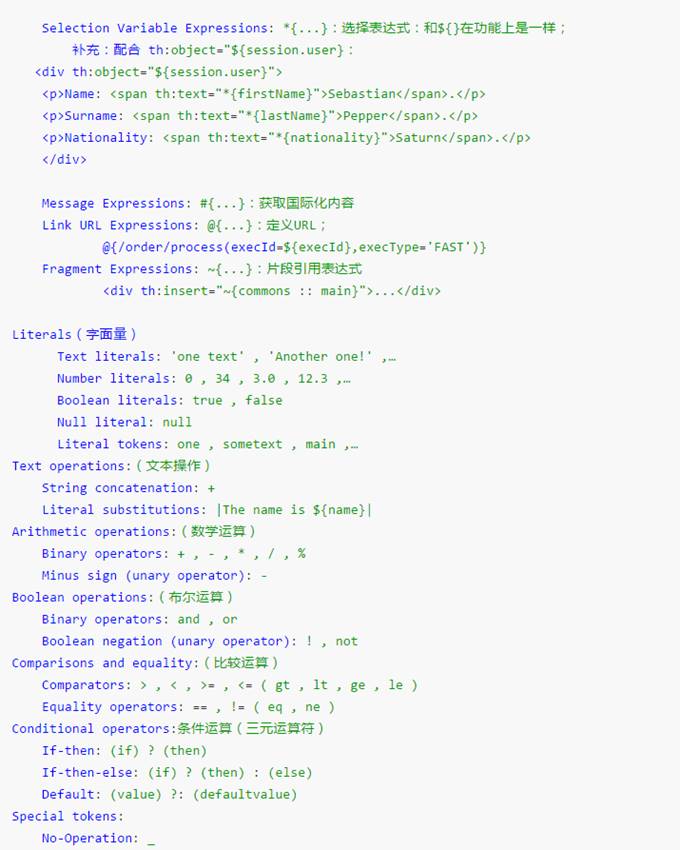 Selection Variable Expressions: *{...}：选择表达式：和${}在功能上是一样；
补充：配合 th:object="${session.user}：
<div th:object="${session.user}">
<p>Name: <span th:text="*{firstName}">Sebastian</span>.</p>
<p>Surname: <span th:text="*{lastName}">Pepper</span>.</p>
<p>Nationality: <span th:text="*{nationality}">Saturn</span>.</p>
</div>
Message Expressions: #{...}：获取国际化内容
Link URL Expressions: @{...}：定义URL；
@{/order/process(execId=${execId},execType='FAST')}
Fragment Expressions: ~{...}：片段引用表达式
<div th:insert="~{commons :: main}">...</div>
Literals（字面量）
Text literals: 'one text' , 'Another one!' ,…
Number literals: 0 , 34 , 3.0 , 12.3 ,…
Boolean literals: true , false
Null literal: null
Literal tokens: one , sometext , main ,…
Text operations:（文本操作）
String concatenation: +
Literal substitutions: |The name is ${name}|
Arithmetic operations:（数学运算）
Binary operators: + , - , * , / , %
Minus sign (unary operator): -
Boolean operations:（布尔运算）
Binary operators: and , or
Boolean negation (unary operator): ! , not
Comparisons and equality:（比较运算）
Comparators: > , < , >= , <= ( gt , lt , ge , le )
Equality operators: == , != ( eq , ne )
Conditional operators:条件运算（三元运算符）
If-then: (if) ? (then)
If-then-else: (if) ? (then) : (else)
Default: (value) ?: (defaultvalue)
Special tokens:
No-Operation: _